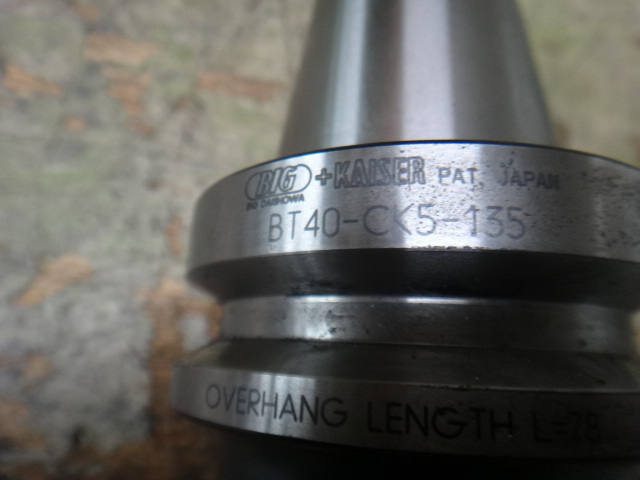 BIG +KAISER PAT. JAPAN
BIG DAISHOWA
BT40-CK5-135
OVERHANG LENGTH L=78